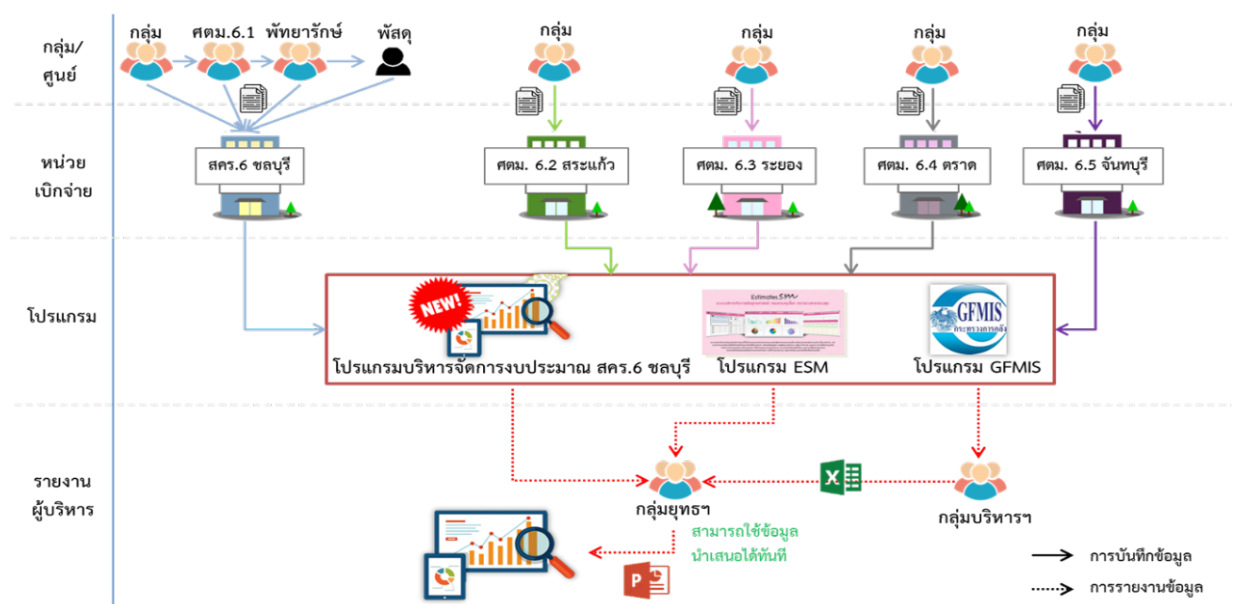 กลุ่ม/
ศูนย์
กลุ่ม
ศตม.6.1
พัทยารักษ์
พัสดุ
กลุ่ม
กลุ่ม
กลุ่ม
กลุ่ม
หน่วย
เบิกจ่าย
สคร.6 ชลบุรี
ศตม. 6.2 สระแก้ว
ศตม. 6.3 ระยอง
ศตม. 6.4 ตราด
ศตม. 6.5 จันทบุรี
โปรแกรม
NEW!
EstimatesSM
GFMIS
กระทรวงการคลัง
โปรแกรมบริหารจัดการงบประมาณ สคร.6 ชลบุรี
โปรแกรม ESM
โปรแกรม GFMIS
รายงาน
ผู้บริหาร
X
กลุ่มยุทธฯ
กลุ่มบริหารฯ
สามารถใช้ข้อมูล
นำเสนอได้ทันที
P
การบันทึกข้อมูล
การรายงานข้อมูล